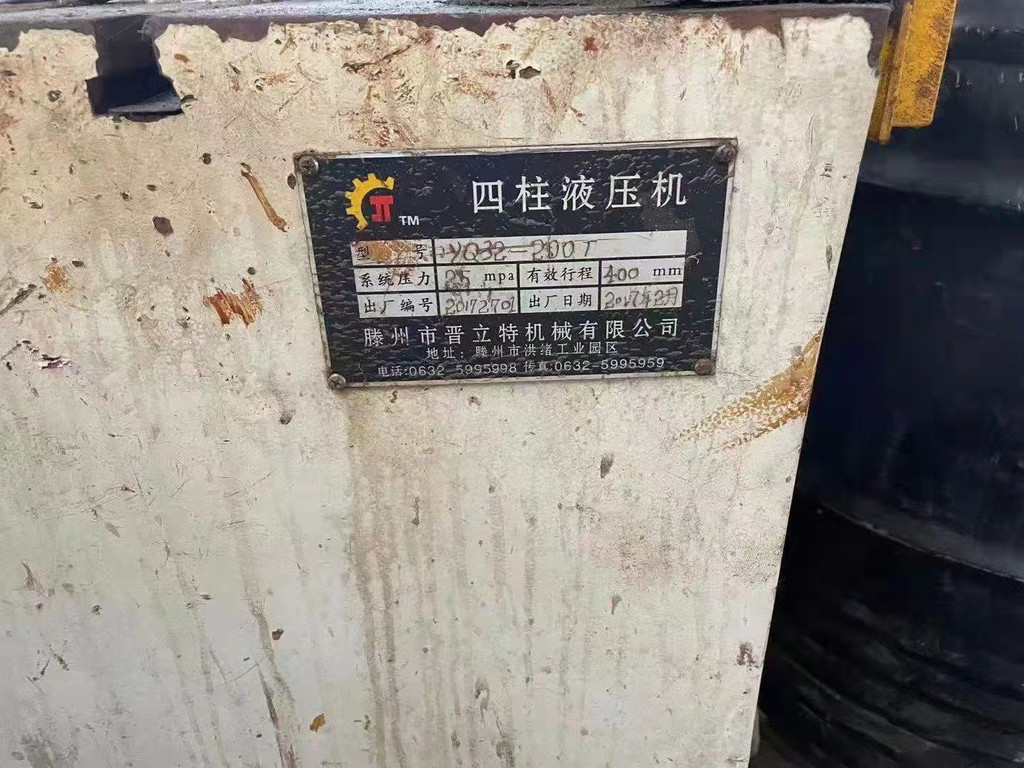 TM
四柱液压机
型 号 YQ32-200T
系统压力 25 mpa 有效行程 400 mm
出厂编号 20172701 出厂日期 2017年2月
滕州市晋立特机械有限公司
地址: 滕州市洪绪工业园区
电话:0632-5995998 传真:0632-5995959